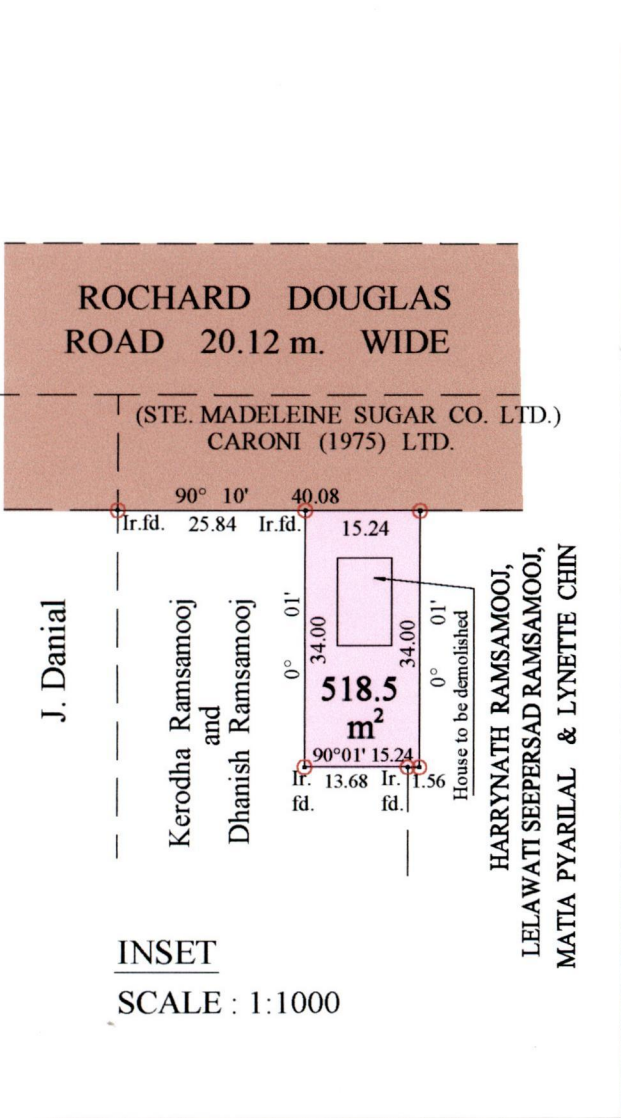 ROCHARD DOUGLAS
ROAD 20.12 m. WIDE
(STE. MADELEINE SUGAR CO. LTD.)
CARONI (1975) LTD.
90° 10' 40.08
Ir.fd. 25.84 Ir.fd. 15.24
J. Danial
Kerodha Ramsamooj
and
Dhanish Ramsamooj
0° 01'
34.00
34.00
0° 01'
518.5
m²
90°01' 15.24
Ir. fd. 13.68 Ir. fd. 1.56
House to be demolished
HARRYNATH RAMSAMOOJ,
LELAWATI SEEPERSAD RAMSAMOOJ,
MATIA PYARILAL & LYNETTE CHIN
INSET
SCALE : 1:1000